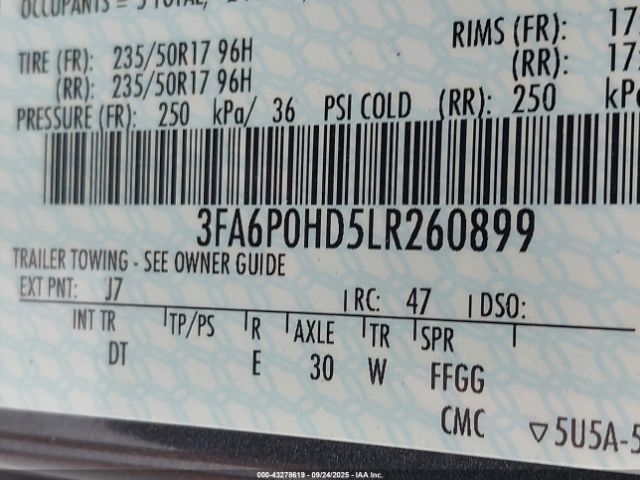 OCCUPANTS = 5 TOTAL,
TIRE (FR): 235/50R17 96H RIMS (FR):
(RR): 235/50R17 96H (RR):
PRESSURE (FR): 250 kPa/ 36 PSI COLD (RR): 250
3FA6P0HD5LR260899
TRAILER TOWING - SEE OWNER GUIDE
EXT PNT: J7 RC: 47 DSO:
INT TR TP/PS R AXLE TR SPR
DT E 30 W FFGG
CMC ▽5U5A-5
000-43278619 - 09/24/2025 - IAA Inc.